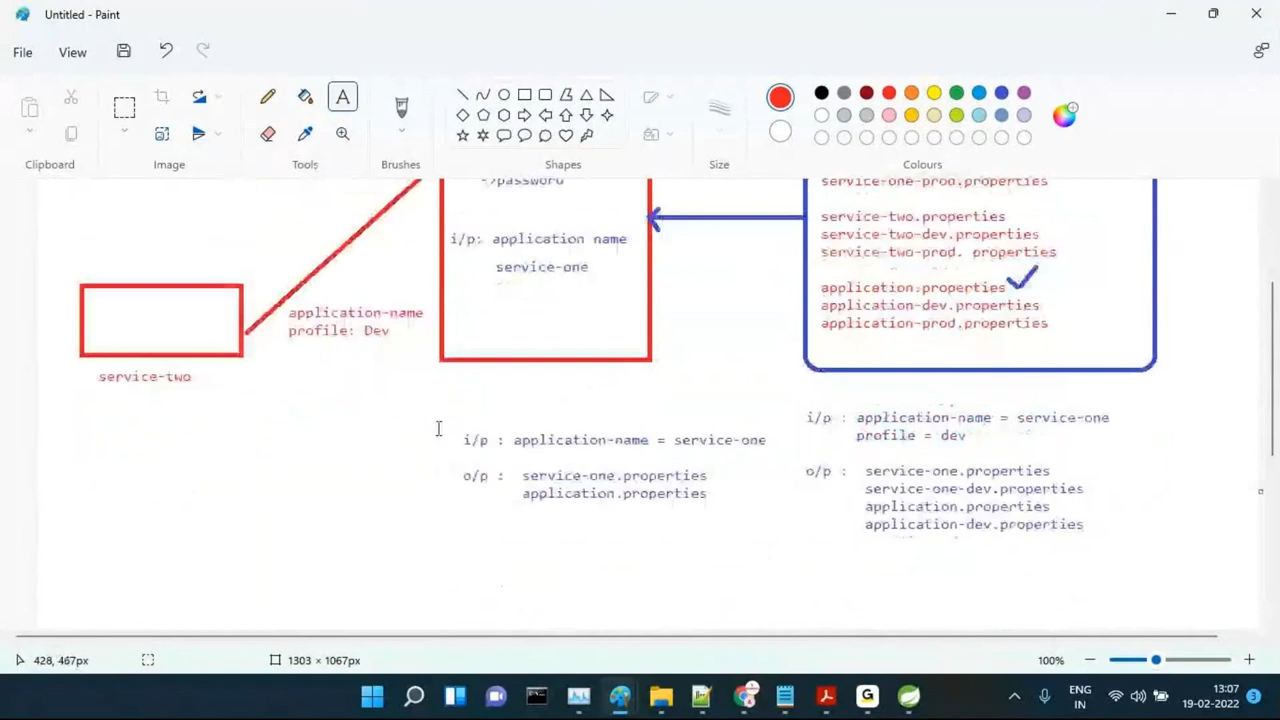 Untitled - Paint
File
View
Clipboard
Image
Tools
Brushes
Shapes
Size
Colours
A
->password
i/p: application name
service-one
service-one-prod.properties
service-two.properties
service-two-dev.properties
service-two-prod. properties
application.properties
application-dev.properties
application-prod.properties
application-name
profile: Dev
service-two
i/p : application-name = service-one
o/p : service-one.properties
application.properties
i/p : application-name = service-one
profile = dev
o/p : service-one.properties
service-one-dev.properties
application.properties
application-dev.properties
428, 467px
1303 × 1067px
100%
ENG
IN
13:07
19-02-2022
3